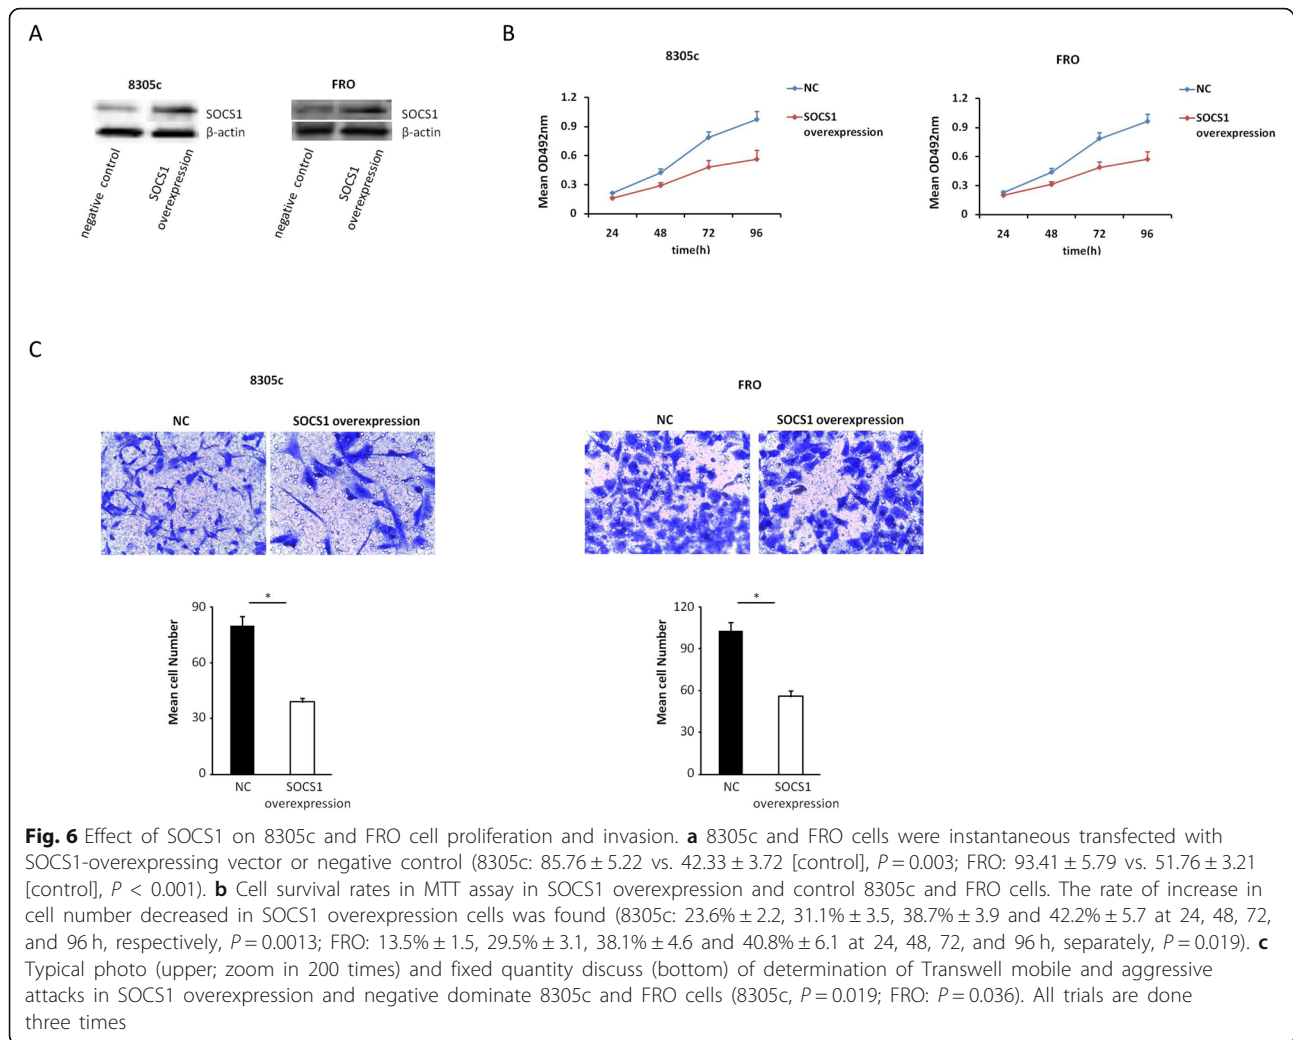 A
8305c
FRO
SOCS1
β-actin
SOCS1
β-actin
negative control
SOCS1
overexpression
negative control
SOCS1
overexpression
B
8305c
NC
SOCS1
overexpression
Mean OD492nm
1.2
0.9
0.6
0.3
0
24 48 72 96
time(h)
FRO
NC
SOCS1
overexpression
Mean OD492nm
1.2
0.9
0.6
0.3
0
24 48 72 96
time(h)
C
8305c
NC SOCS1 overexpression
FRO
NC SOCS1 overexpression
Mean cell Number
90
60
30
0
*
NC SOCS1
overexpression
Mean cell Number
120
90
60
30
0
*
NC SOCS1
overexpression
Fig. 6 Effect of SOCS1 on 8305c and FRO cell proliferation and invasion. a 8305c and FRO cells were instantaneous transfected with
SOCS1-overexpressing vector or negative control (8305c: 85.76 ± 5.22 vs. 42.33 ± 3.72 [control], P = 0.003; FRO: 93.41 ± 5.79 vs. 51.76 ± 3.21
[control], P < 0.001). b Cell survival rates in MTT assay in SOCS1 overexpression and control 8305c and FRO cells. The rate of increase in
cell number decreased in SOCS1 overexpression cells was found (8305c: 23.6% ± 2.2, 31.1% ± 3.5, 38.7% ± 3.9 and 42.2% ± 5.7 at 24, 48, 72,
and 96 h, respectively, P = 0.0013; FRO: 13.5% ± 1.5, 29.5% ± 3.1, 38.1% ± 4.6 and 40.8% ± 6.1 at 24, 48, 72, and 96 h, separately, P = 0.019). c
Typical photo (upper; zoom in 200 times) and fixed quantity discuss (bottom) of determination of Transwell mobile and aggressive
attacks in SOCS1 overexpression and negative dominate 8305c and FRO cells (8305c, P = 0.019; FRO: P = 0.036). All trials are done
three times